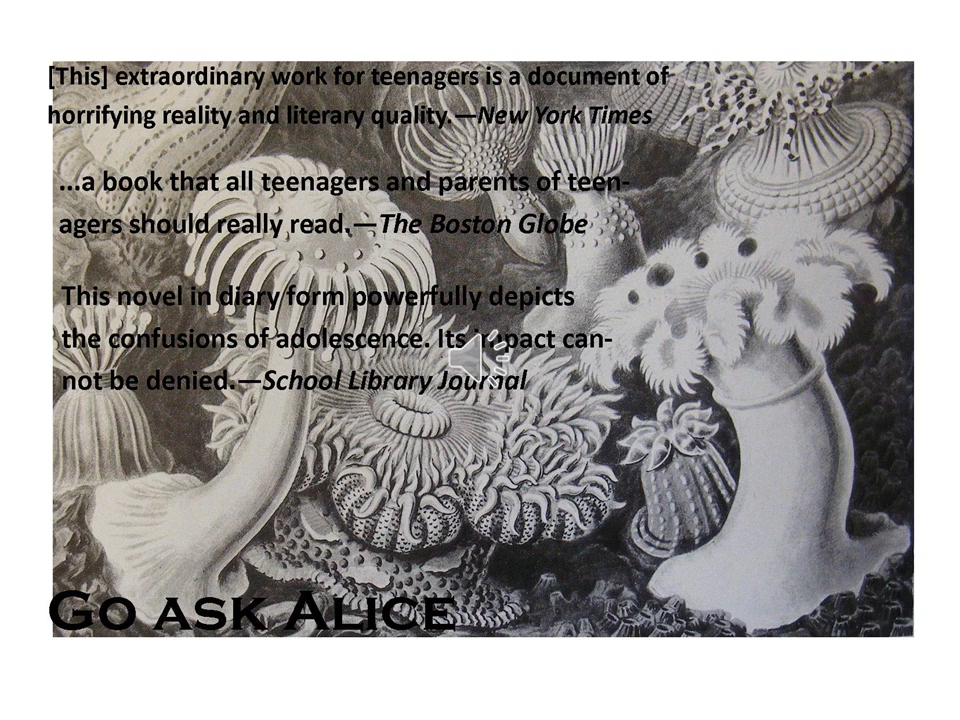 [This] extraordinary work for teenagers is a document of
horrifying reality and literary quality.—New York Times
...a book that all teenagers and parents of teen-
agers should really read.—The Boston Globe
This novel in diary form powerfully depicts
the confusions of adolescence. Its impact can-
not be denied.—School Library Journal
Go ask Alice